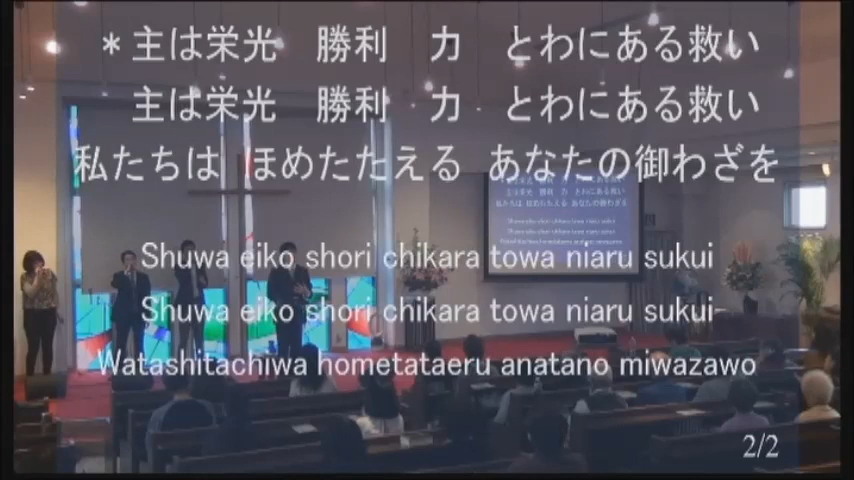 *主は栄光 勝利 力 とわにある救い
主は栄光 勝利 力 とわにある救い
私たちは ほめたたえる あなたの御わざを
Shuwa eiko shori chikara towa niaru sukui
Shuwa eiko shori chikara towa niaru sukui
Watashitachiwa hometataeru anatano miwazawo
2/2